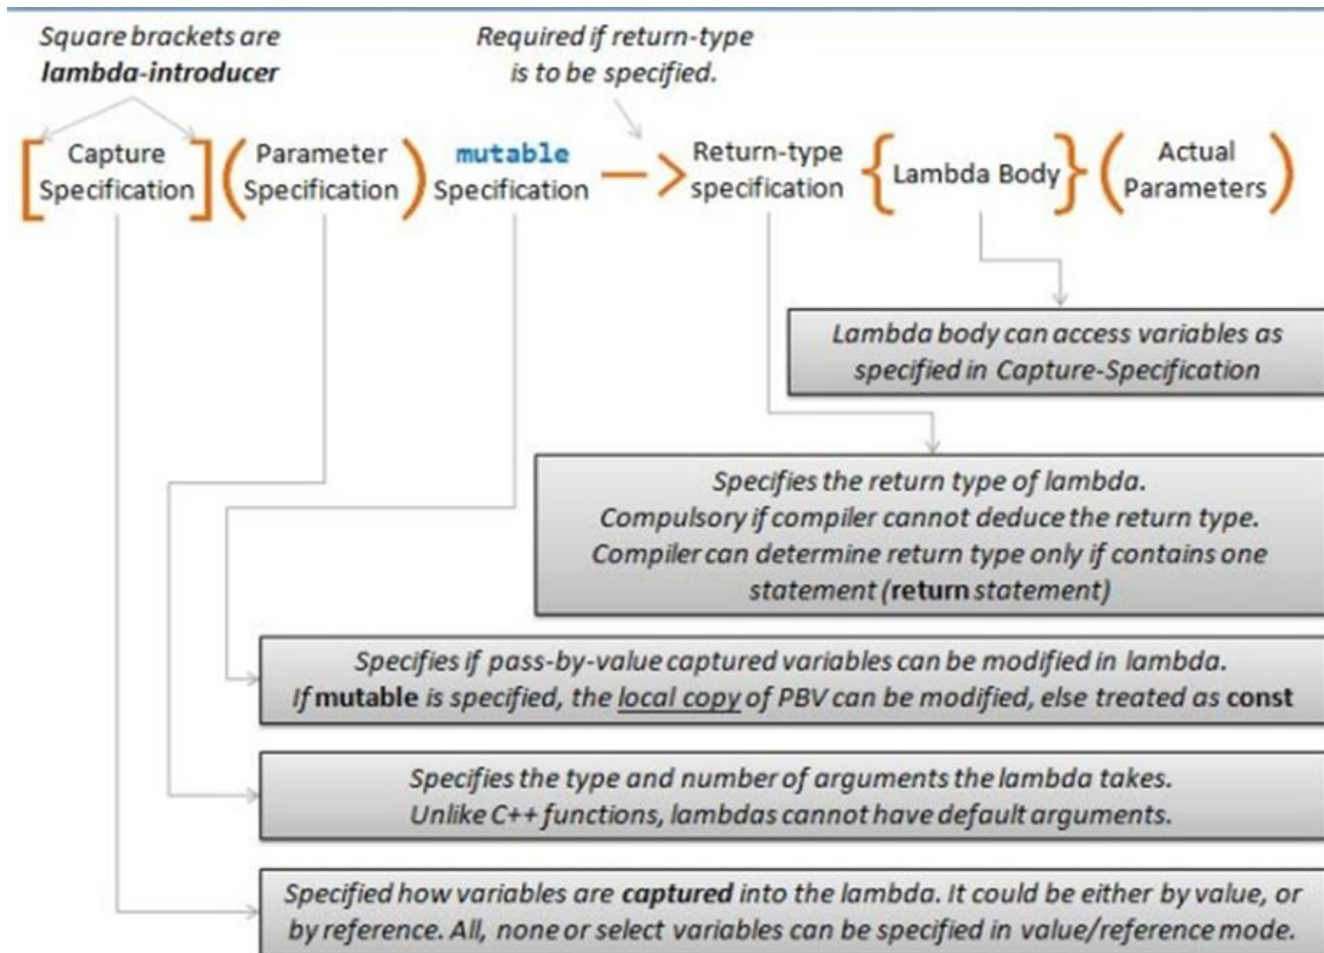 Square brackets are
lambda-introducer
Required if return-type
is to be specified.
[ Capture
Specification ]
( Parameter
Specification )
mutable
Specification
—>
Return-type
specification
{ Lambda Body }
( Actual
Parameters )
Lambda body can access variables as
specified in Capture-Specification
Specifies the return type of lambda.
Compulsory if compiler cannot deduce the return type.
Compiler can determine return type only if contains one
statement (return statement)
Specifies if pass-by-value captured variables can be modified in lambda.
If mutable is specified, the local copy of PBV can be modified, else treated as const
Specifies the type and number of arguments the lambda takes.
Unlike C++ functions, lambdas cannot have default arguments.
Specified how variables are captured into the lambda. It could be either by value, or
by reference. All, none or select variables can be specified in value/reference mode.